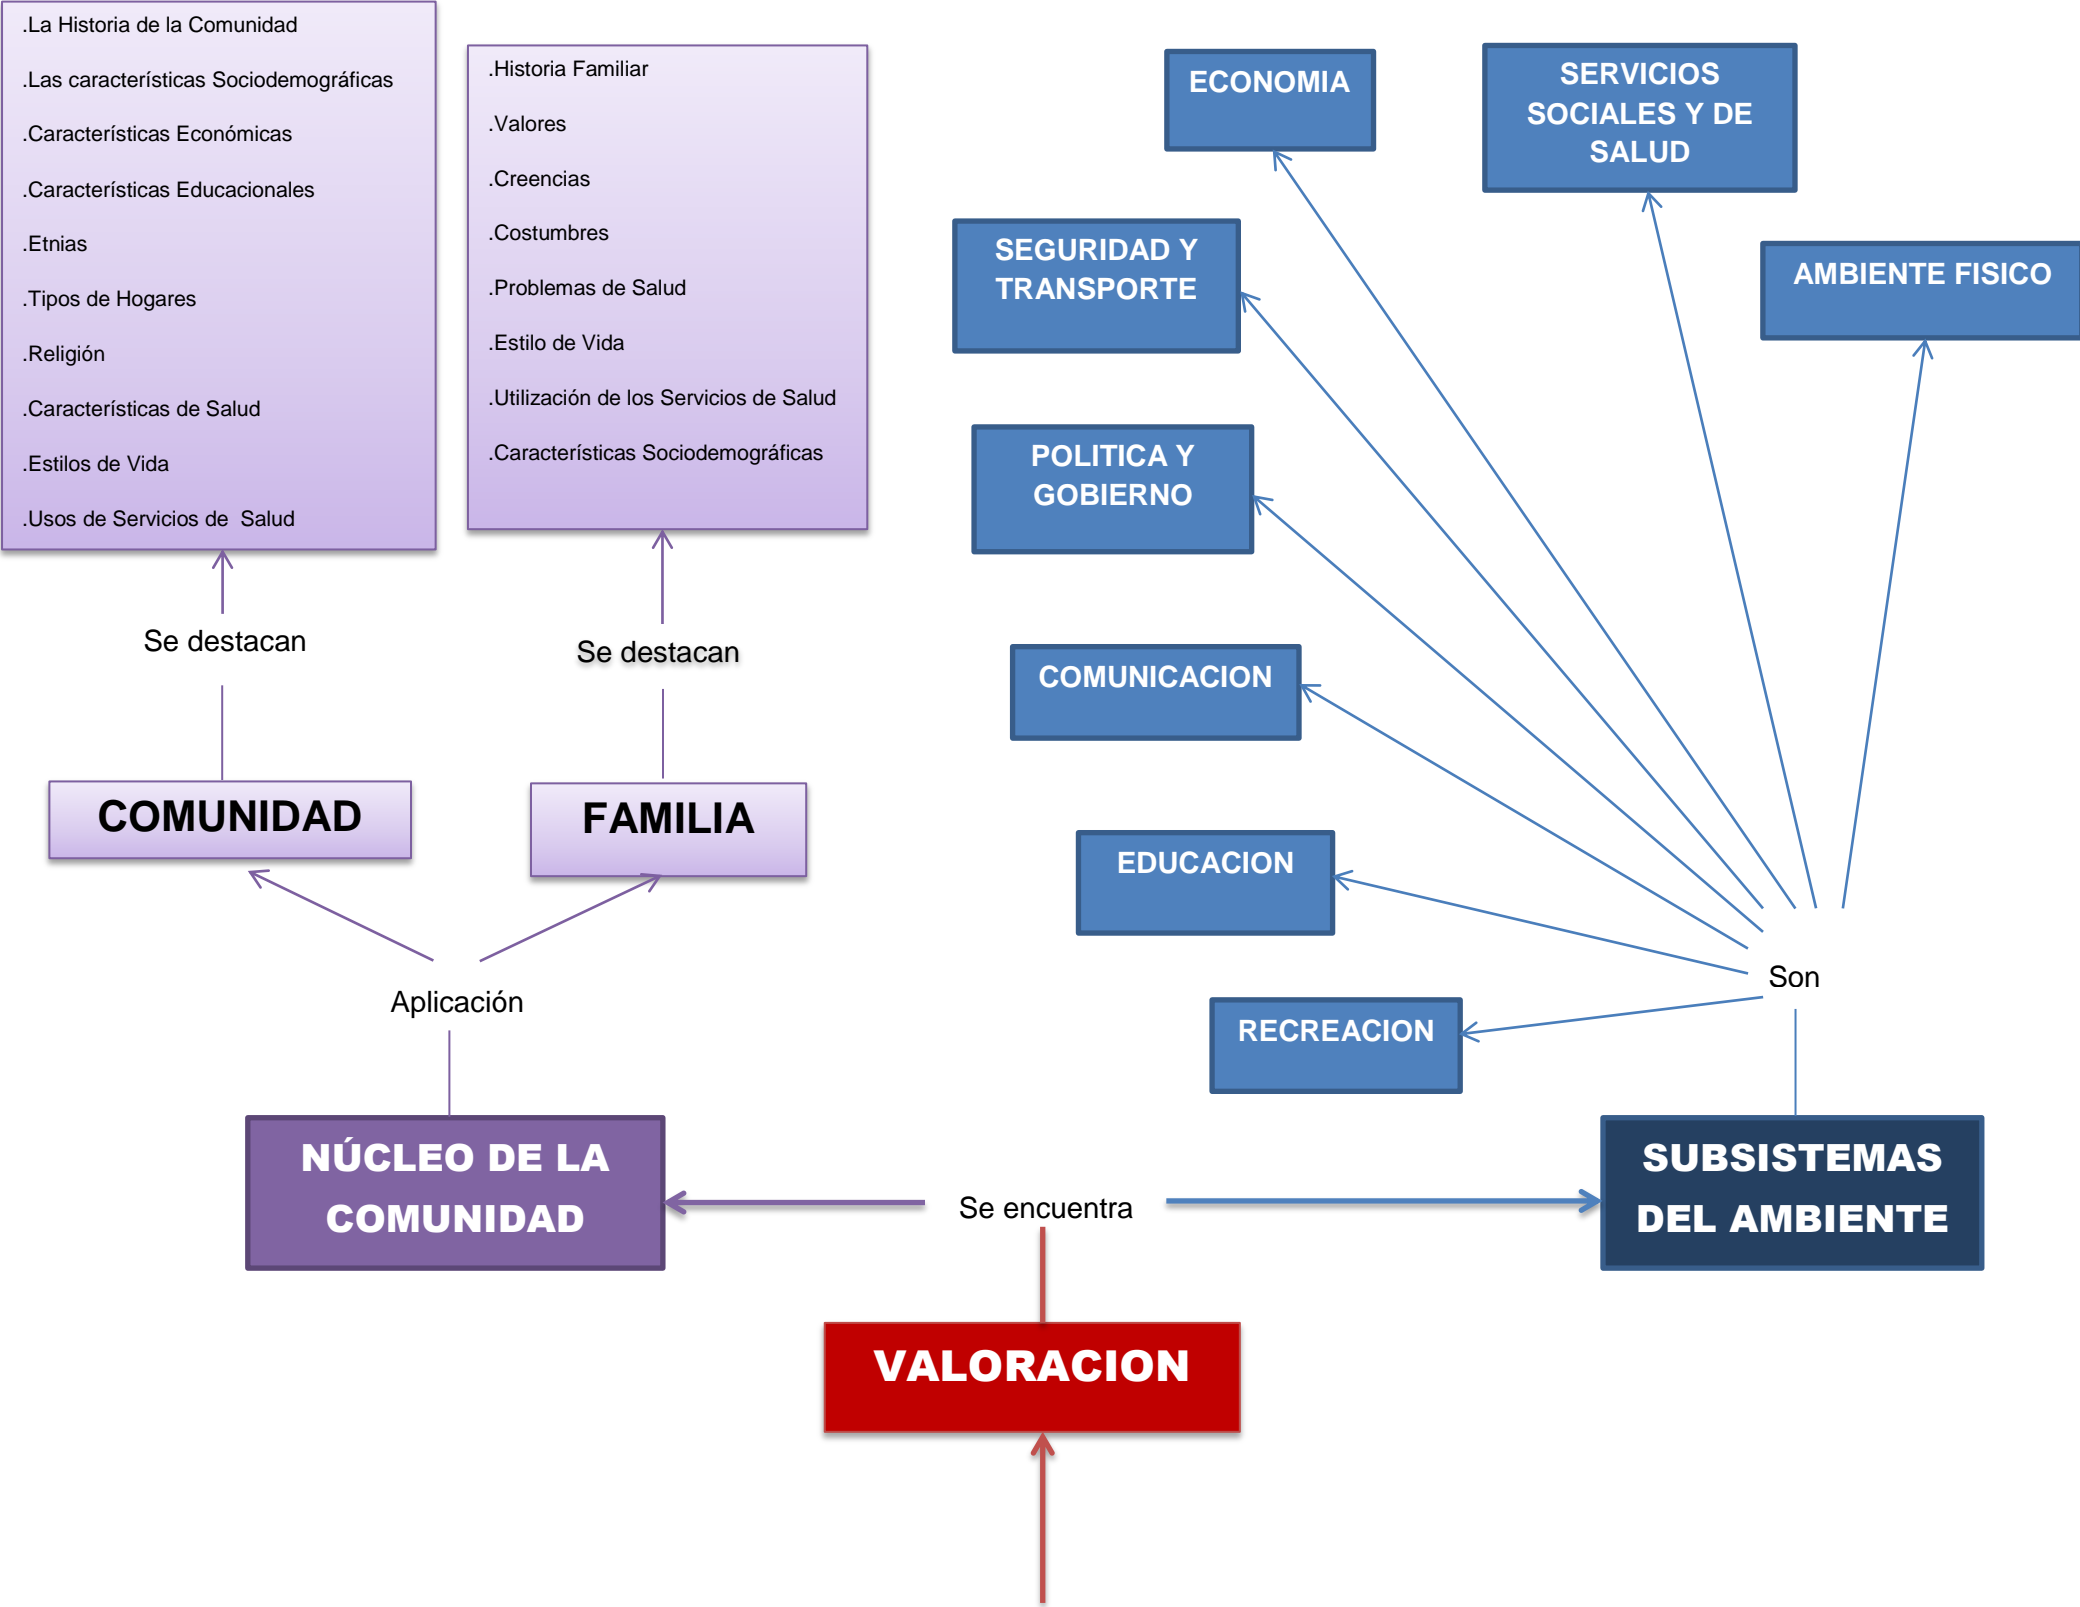 .La Historia de la Comunidad
.Las características Sociodemográficas
.Características Económicas
.Características Educacionales
.Etnias
.Tipos de Hogares
.Religión
.Características de Salud
.Estilos de Vida
.Usos de Servicios de  Salud
.Historia Familiar
.Valores
.Creencias
.Costumbres
.Problemas de Salud
.Estilo de Vida
.Utilización de los Servicios de Salud
.Características Sociodemográficas
ECONOMIA
SERVICIOS
SOCIALES Y DE
SALUD
SEGURIDAD Y
TRANSPORTE
AMBIENTE FISICO
POLITICA Y
GOBIERNO
COMUNICACION
EDUCACION
RECREACION
Se destacan
Se destacan
COMUNIDAD
FAMILIA
Aplicación
Son
NÚCLEO DE LA
COMUNIDAD
Se encuentra
SUBSISTEMAS
DEL AMBIENTE
VALORACION